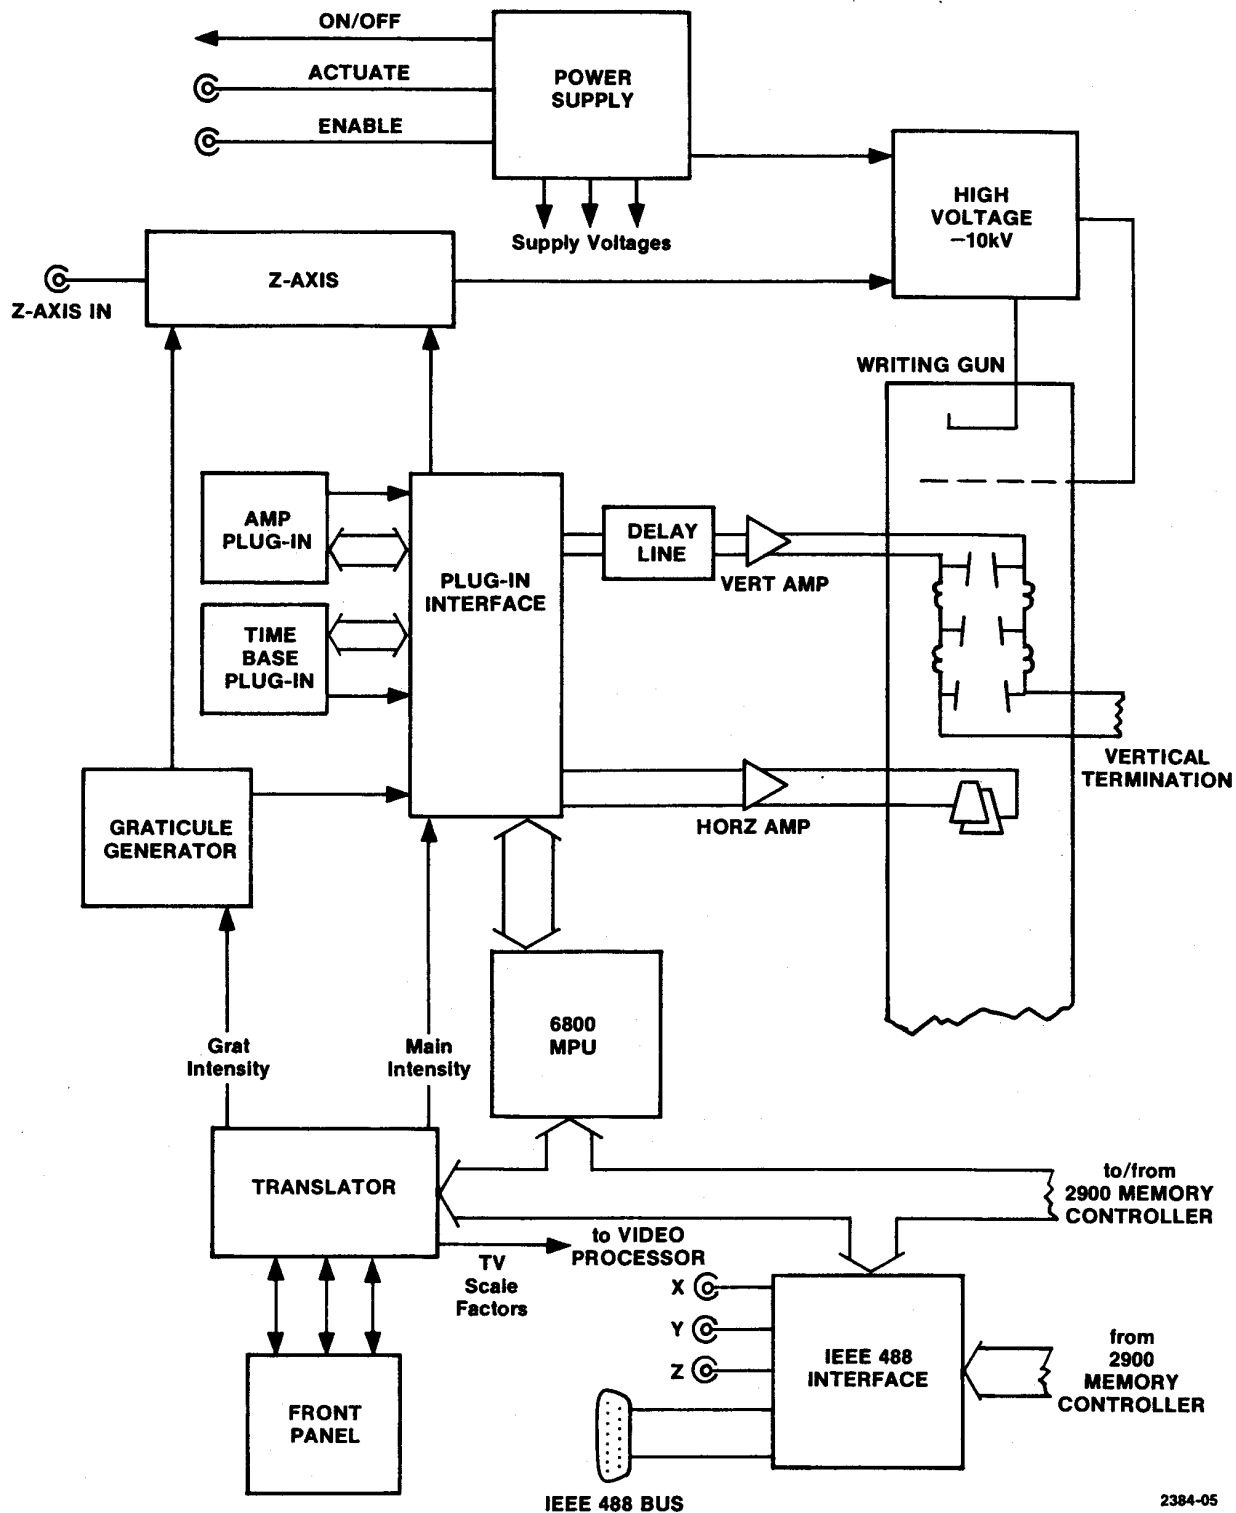 ON/OFF
ACTUATE
ENABLE
POWER
SUPPLY
Supply Voltages
HIGH
VOLTAGE
–10kV
Z-AXIS IN
Z-AXIS
WRITING GUN
AMP
PLUG-IN
TIME
BASE
PLUG-IN
PLUG-IN
INTERFACE
DELAY
LINE
VERT AMP
VERTICAL
TERMINATION
HORZ AMP
GRATICULE
GENERATOR
6800
MPU
Grat
Intensity
Main
Intensity
TRANSLATOR
to/from
2900 MEMORY
CONTROLLER
to VIDEO
PROCESSOR
TV
Scale
Factors
X
Y
Z
IEEE 488
INTERFACE
from
2900
MEMORY
CONTROLLER
FRONT
PANEL
IEEE 488 BUS
2384-05